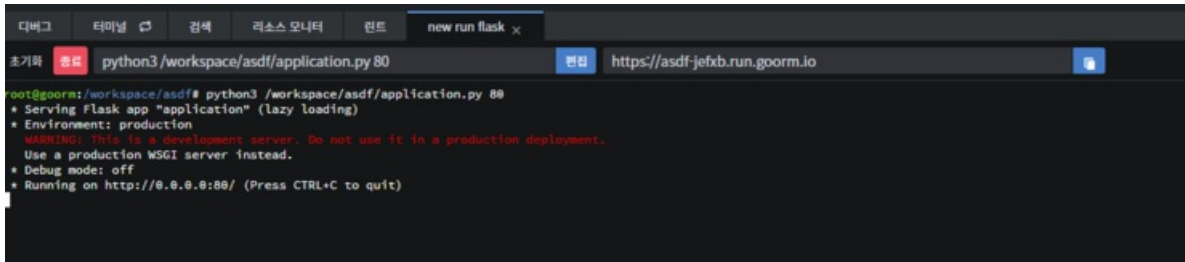 디버그 터미널 검색 리소스 모니터 린트 new run flask ×
초기화 종료 python3 /workspace/asdf/application.py 80 편집 https://asdf-jefxb.run.goorm.io
root@goorm:/workspace/asdf# python3 /workspace/asdf/application.py 80
* Serving Flask app "application" (lazy loading)
* Environment: production
WARNING: This is a development server. Do not use it in a production deployment.
Use a production WSGI server instead.
* Debug mode: off
* Running on http://0.0.0.0:80/ (Press CTRL+C to quit)